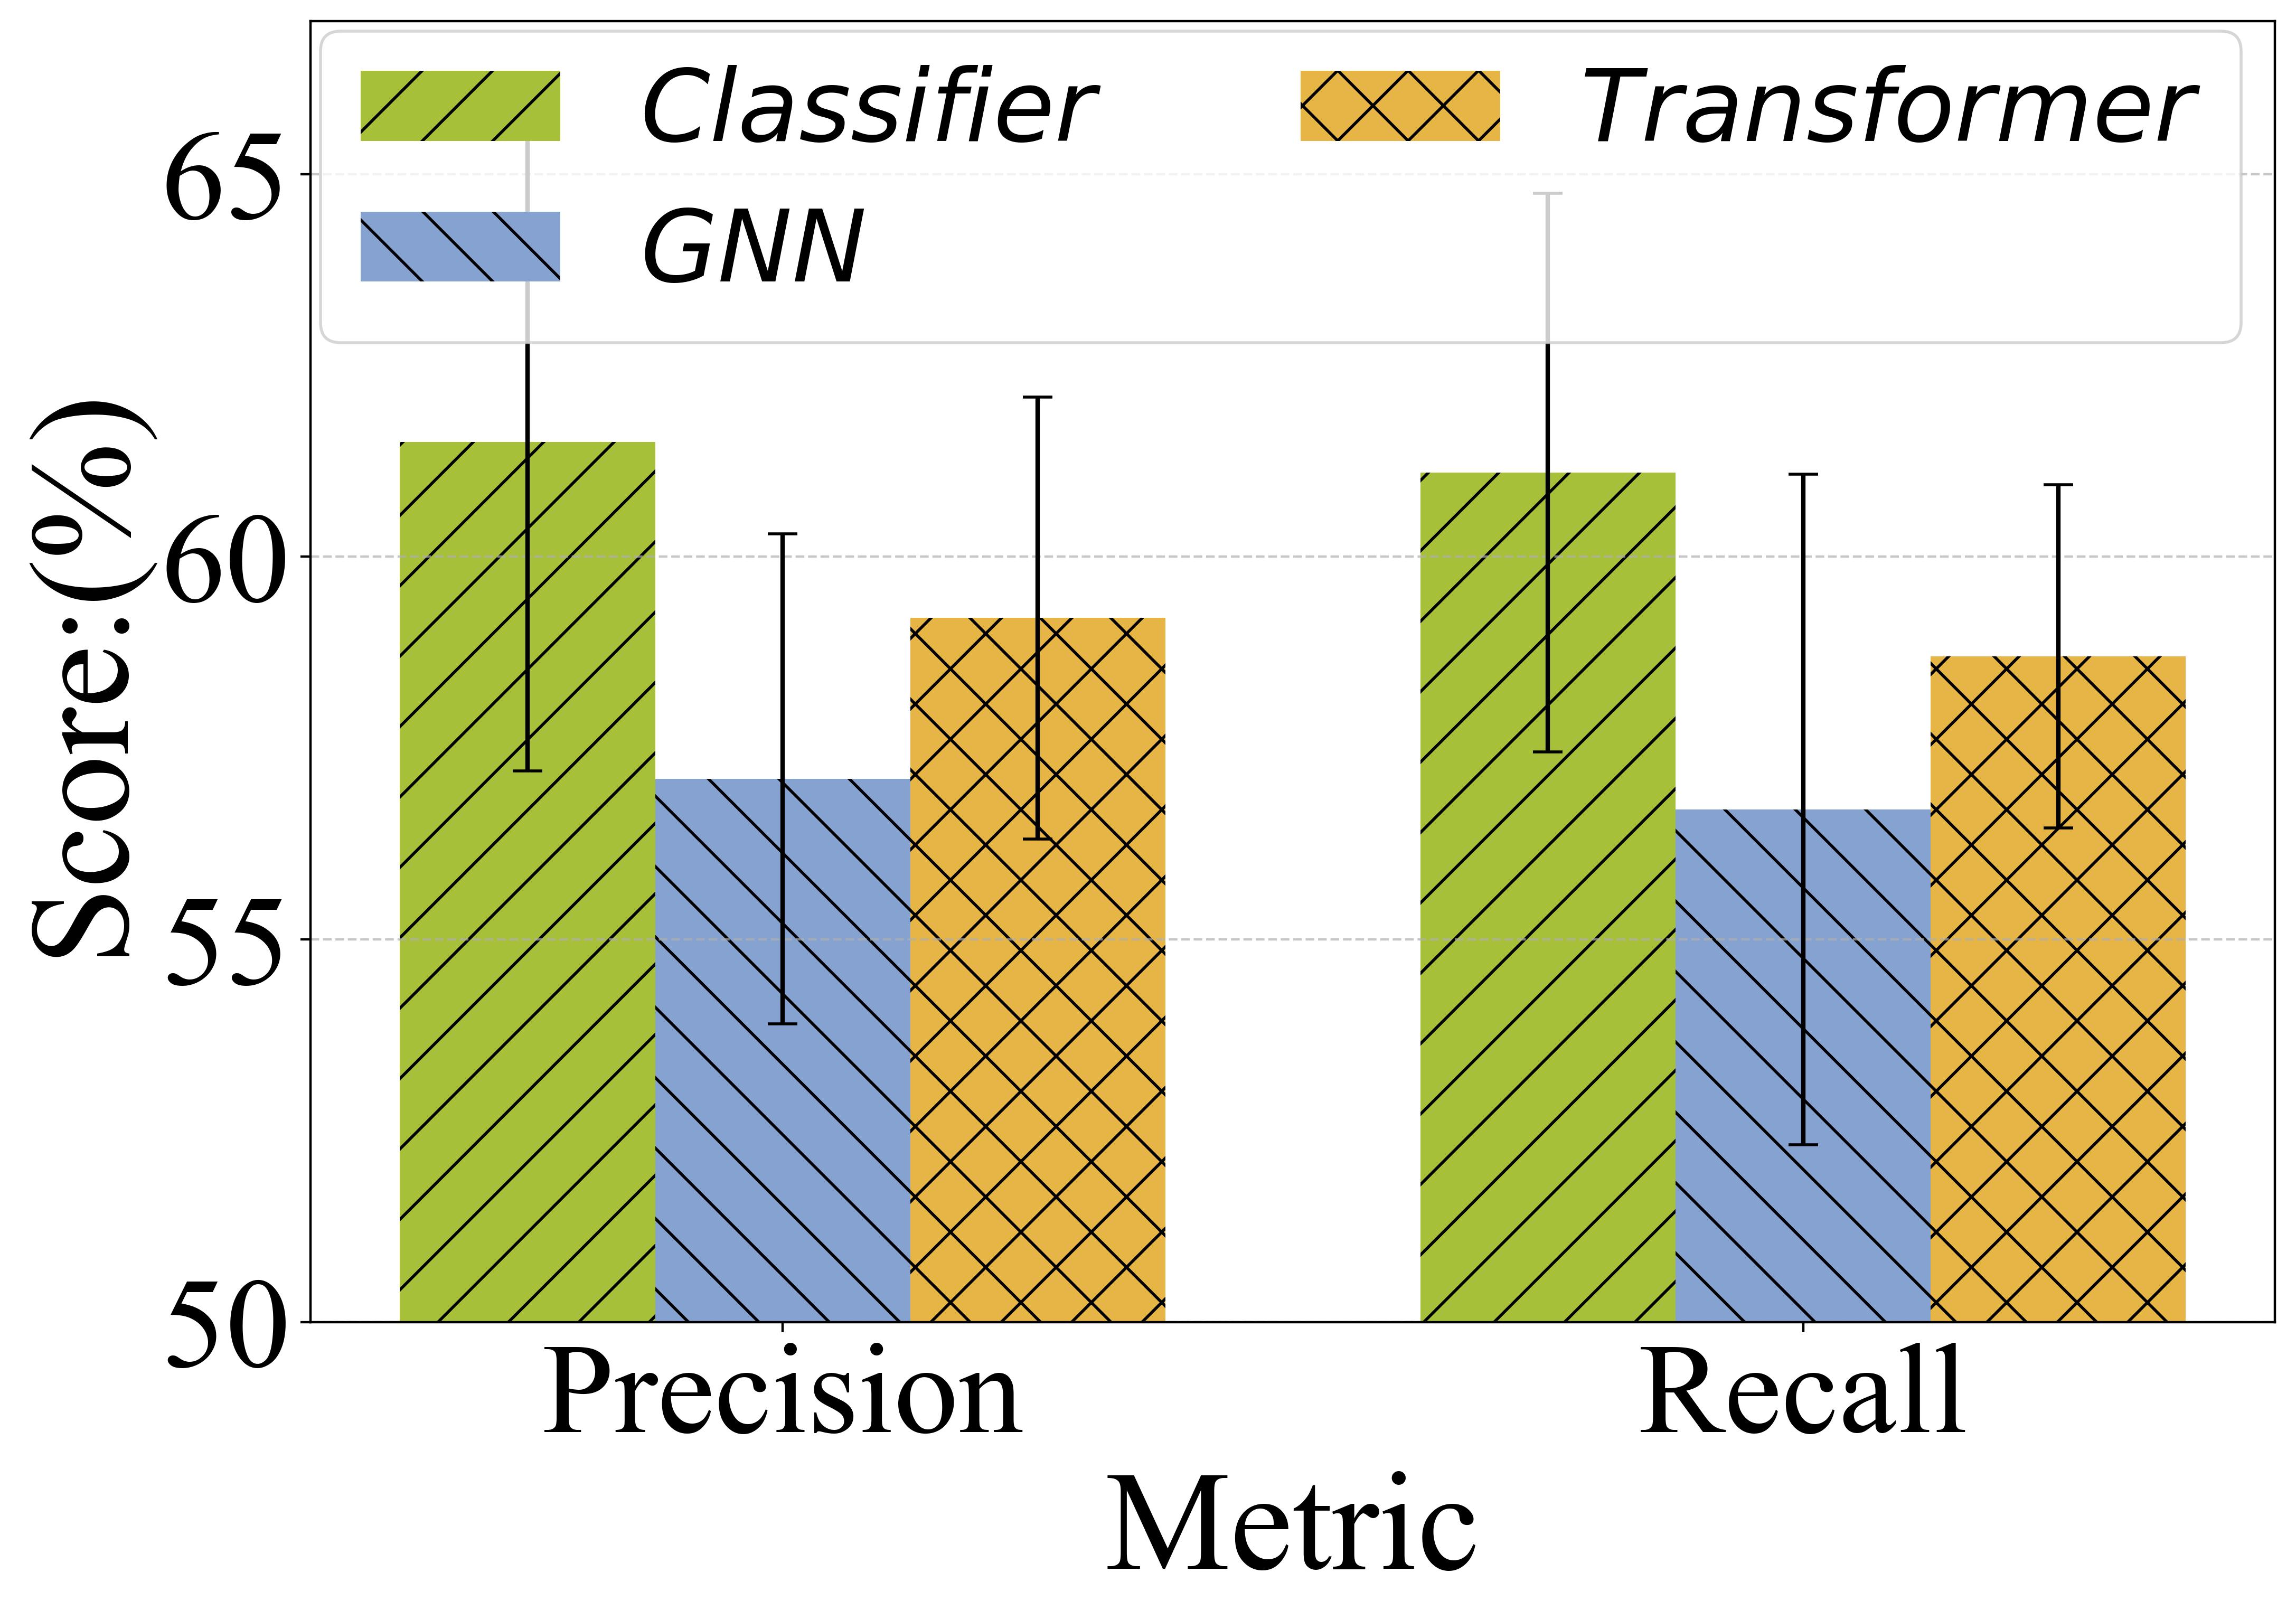 Classifier
GNN
Transformer
Score:(%)
65
60
55
50
Precision
Recall
Metric